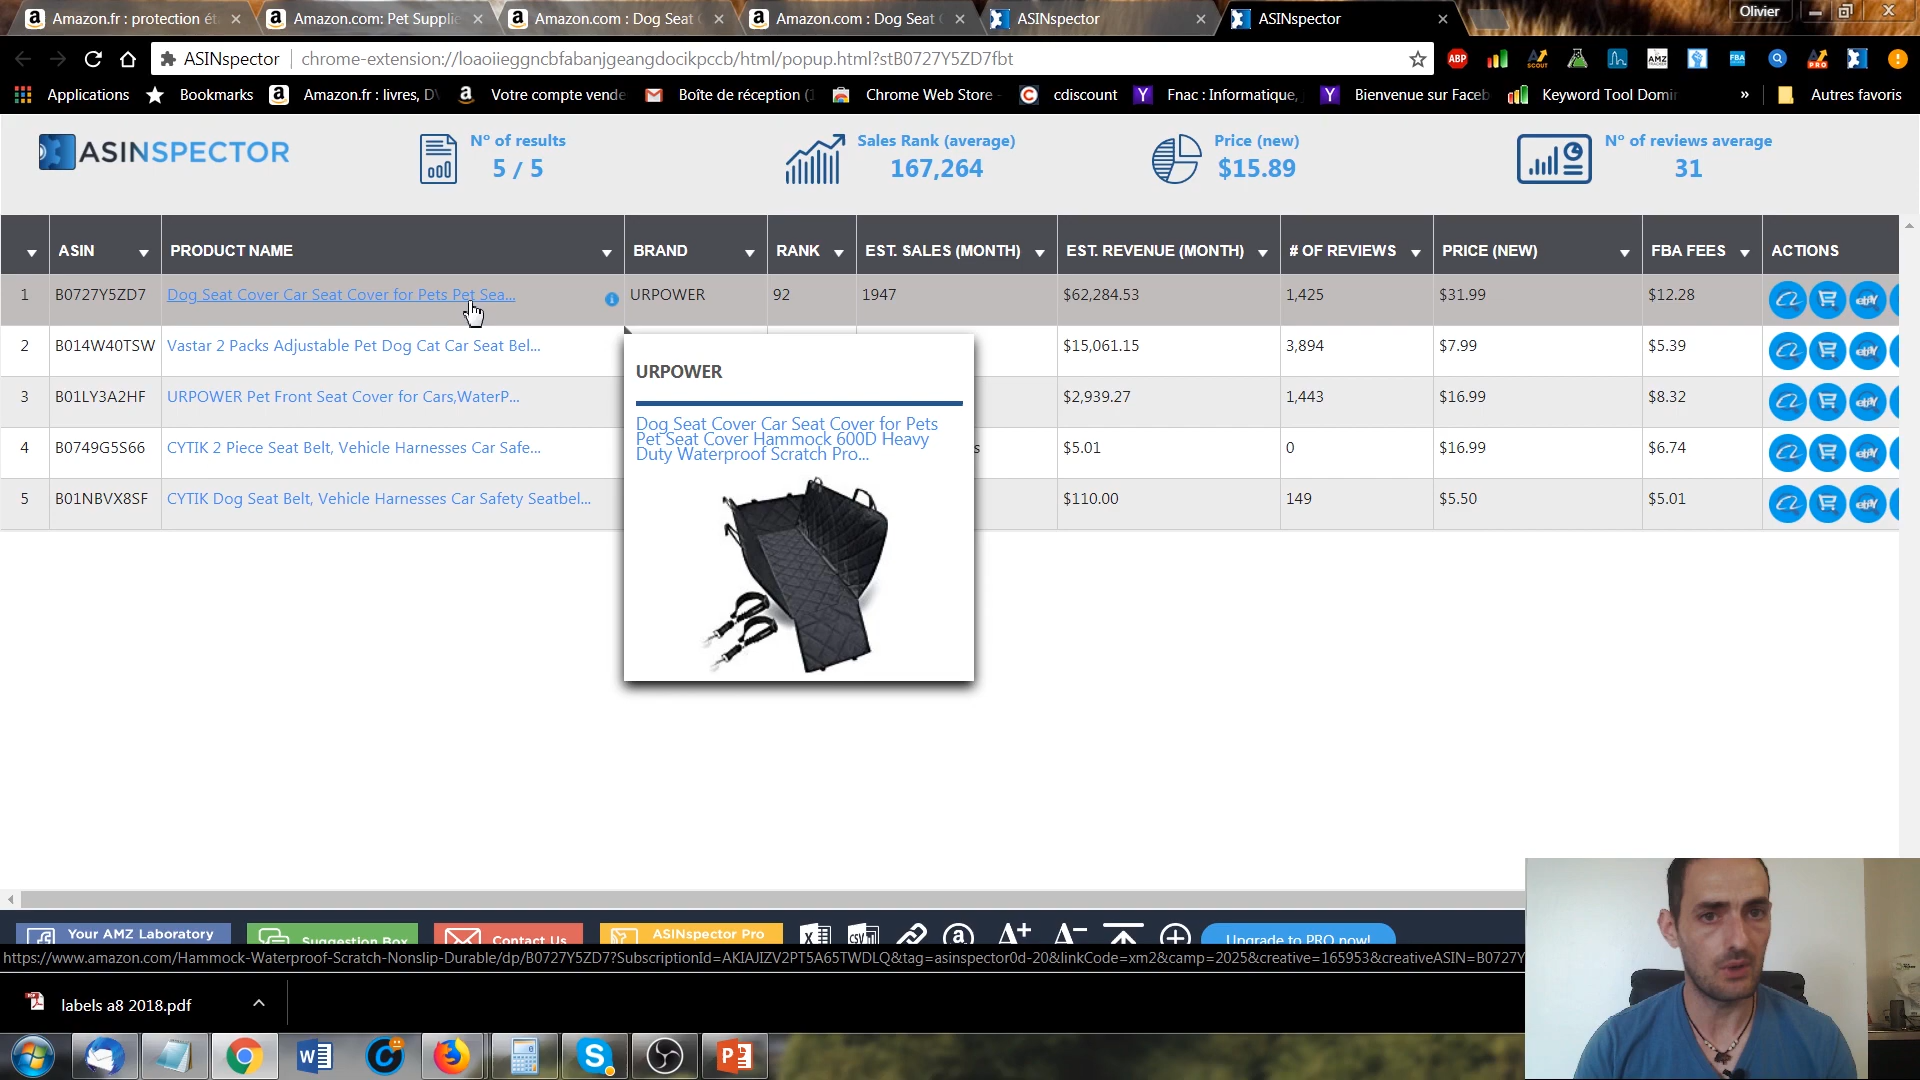 Amazon.fr : protection ét
Amazon.com: Pet Supplie
Amazon.com : Dog Seat C
Amazon.com : Dog Seat C
ASINspector
ASINspector
Olivier
ASINspector
chrome-extension://loaoiieggncbfabanjgeangdocikpccb/html/popup.html?stB0727Y5ZD7fbt
Applications
Bookmarks
Amazon.fr : livres, D
Votre compte vende
Boîte de réception (
Chrome Web Store
cdiscount
Fnac : Informatique,
Bienvenue sur Faceb
Keyword Tool Domin
»
Autres favoris
ASINSPECTOR
N° of results
5 / 5
Sales Rank (average)
167,264
Price (new)
$15.89
N° of reviews average
31
ASIN PRODUCT NAME BRAND RANK EST. SALES (MONTH) EST. REVENUE (MONTH) # OF REVIEWS PRICE (NEW) FBA FEES ACTIONS
1 B0727Y5ZD7 Dog Seat Cover Car Seat Cover for Pets Pet Sea... URPOWER 92 1947 $62,284.53 1,425 $31.99 $12.28
2 B014W40TSW Vastar 2 Packs Adjustable Pet Dog Cat Car Seat Bel... $15,061.15 3,894 $7.99 $5.39
3 B01LY3A2HF URPOWER Pet Front Seat Cover for Cars,WaterP... $2,939.27 1,443 $16.99 $8.32
4 B0749G5S66 CYTIK 2 Piece Seat Belt, Vehicle Harnesses Car Safe... s $5.01 0 $16.99 $6.74
5 B01NBVX8SF CYTIK Dog Seat Belt, Vehicle Harnesses Car Safety Seatbel... $110.00 149 $5.50 $5.01
URPOWER
Dog Seat Cover Car Seat Cover for Pets
Pet Seat Cover Hammock 600D Heavy
Duty Waterproof Scratch Pro...
Your AMZ Laboratory
Suggestion Box
Contact Us
ASINspector Pro
Upgrade to PRO now!
https://www.amazon.com/Hammock-Waterproof-Scratch-Nonslip-Durable/dp/B0727Y5ZD7?SubscriptionId=AKIAJIZV2PT5A65TWDLQ&tag=asinspector0d-20&linkCode=xm2&camp=2025&creative=165953&creativeASIN=B0727Y
labels a8 2018.pdf